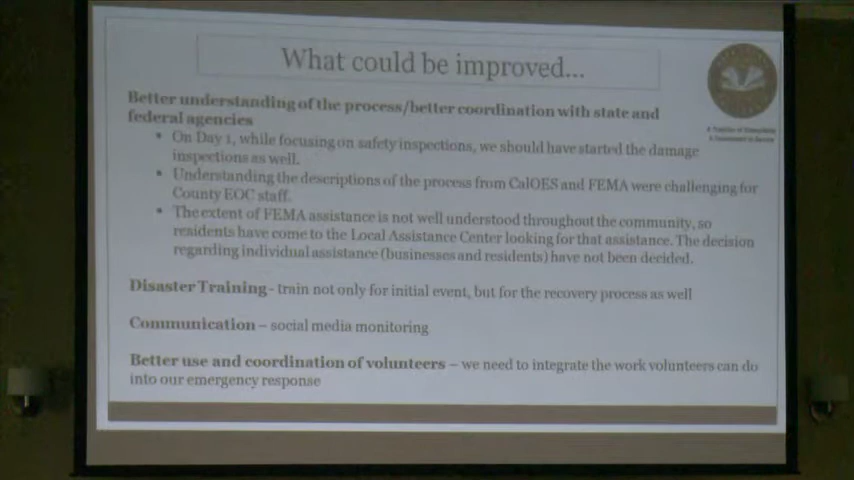 What could be improved...
Better understanding of the process/better coordination with state and
federal agencies
• On Day 1, while focusing on safety inspections, we should have started the damage
inspections as well.
• Understanding the descriptions of the process from CalOES and FEMA were challenging for
County EOC staff.
• The extent of FEMA assistance is not well understood throughout the community, so
residents have come to the Local Assistance Center looking for that assistance. The decision
regarding individual assistance (businesses and residents) have not been decided.
Disaster Training- train not only for initial event, but for the recovery process as well
Communication – social media monitoring
Better use and coordination of volunteers – we need to integrate the work volunteers can do
into our emergency response